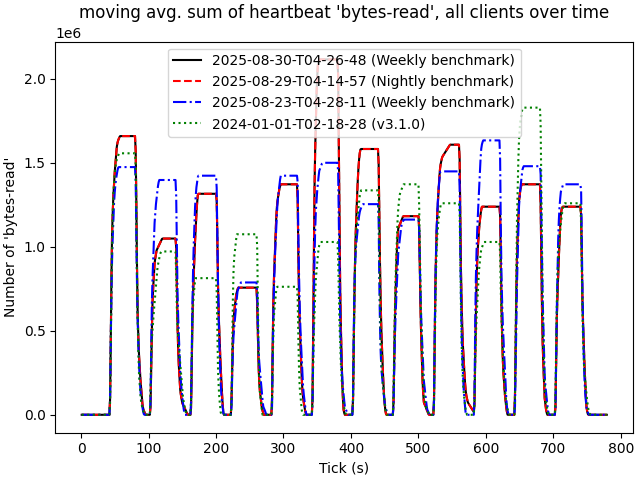 moving avg. sum of heartbeat 'bytes-read', all clients over time
1e6
2025-08-30-T04-26-48 (Weekly benchmark)
2025-08-29-T04-14-57 (Nightly benchmark)
2025-08-23-T04-28-11 (Weekly benchmark)
2024-01-01-T02-18-28 (v3.1.0)
Number of 'bytes-read'
2.0
1.5
1.0
0.5
0.0
0 100 200 300 400 500 600 700 800
Tick (s)